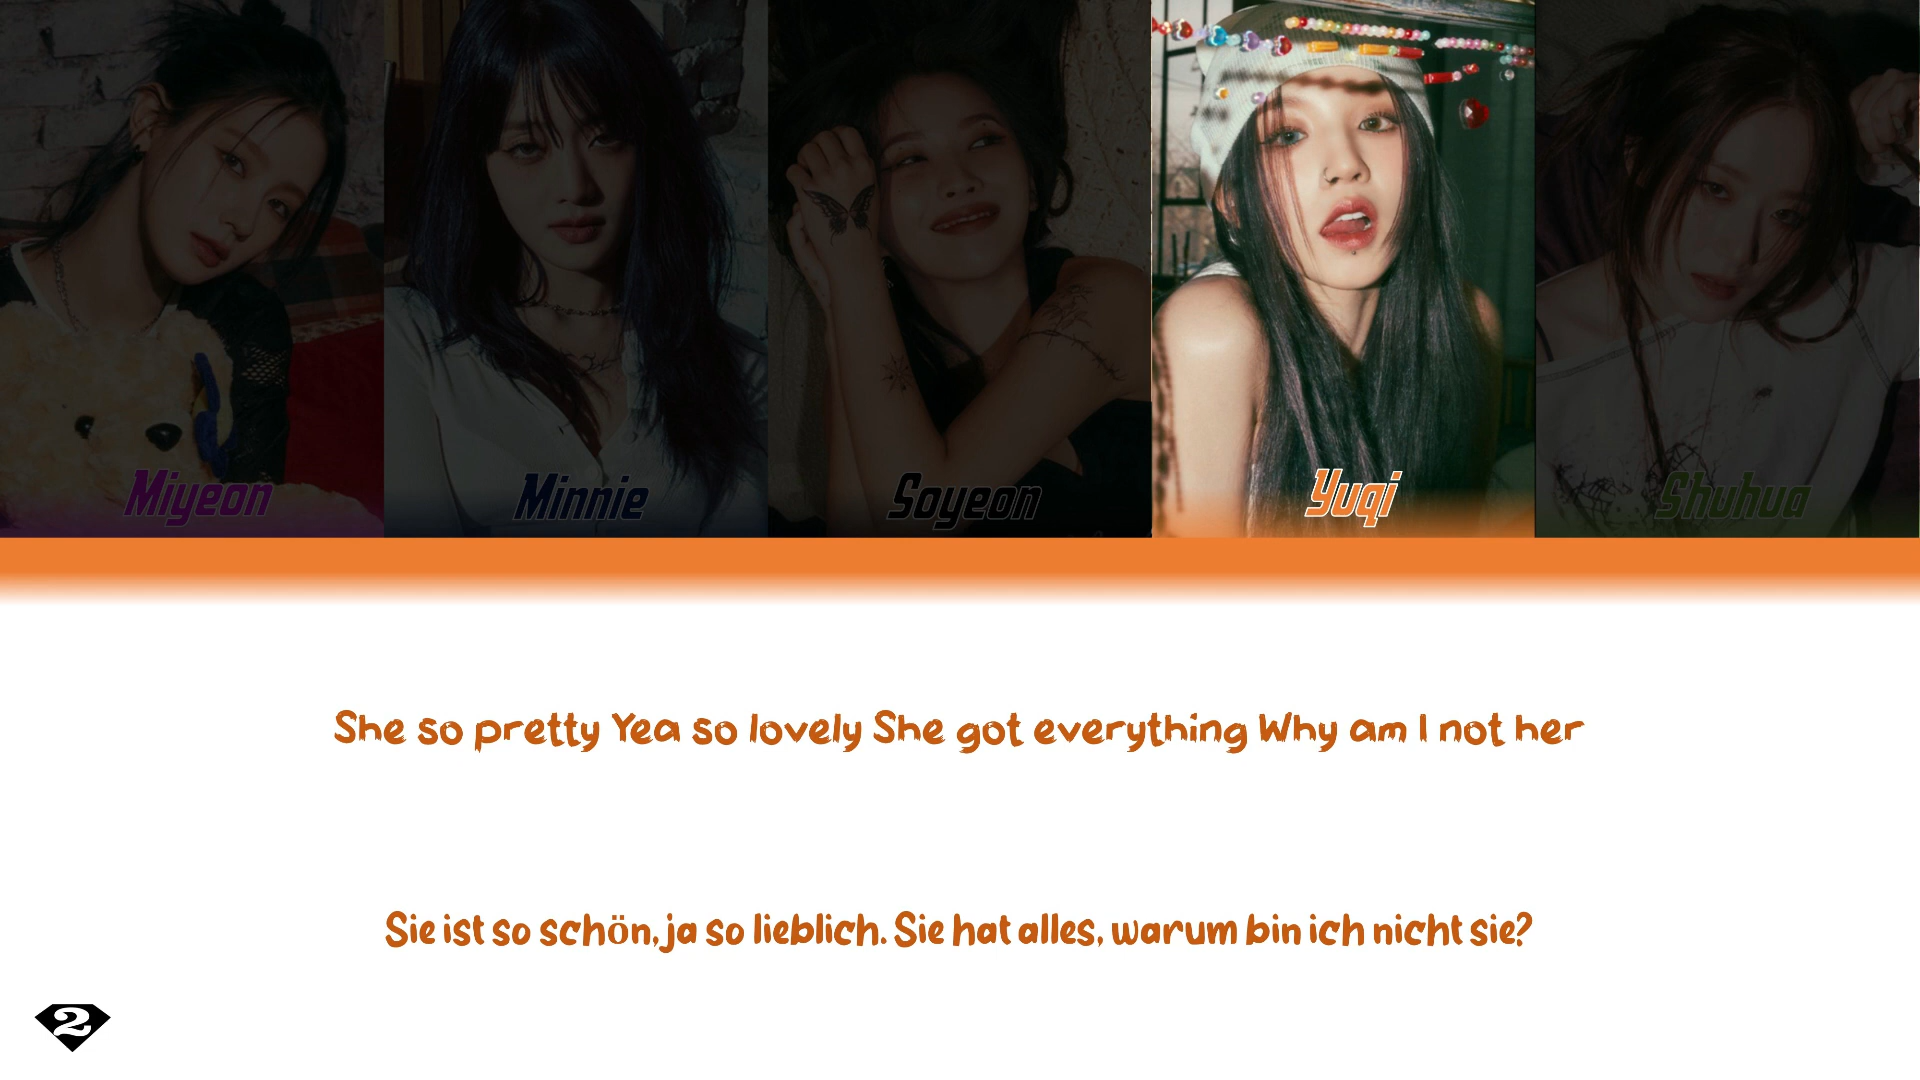 Miyeon
Minnie
Soyeon
Yuqi
Shuhua
She so pretty Yea so lovely She got everything Why am I not her
Sie ist so schön, ja so lieblich. Sie hat alles, warum bin ich nicht sie?
2